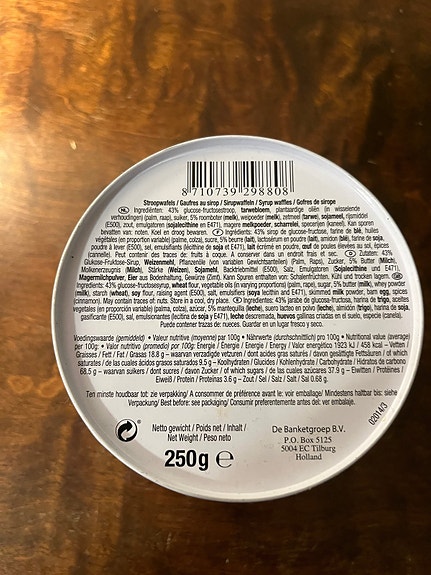 8 710739 298808
Stroopwafels / Gaufres au sirop / Sirupwaffeln / Syrup waffles / Gofres de sirope
NL Ingrediënten: 43% glucose-fructosestroop, tarwebloem, plantaardige oliën (in wisselende
verhoudingen) (palm, raap), suiker, 5% roomboter (melk), weipoeder (melk), zetmeel (tarwe), sojameel, rijsmiddel
(E500), zout, emulgatoren (sojalecithine en E471), magere melkpoeder, scharrelei, specerijen (kaneel). Kan sporen
bevatten van: noten. Koel en droog bewaren. F Ingrédients: 43% sirop de glucose-fructose, farine de blé, huiles
végétales (en proportion variable) (palme, colza), sucre, 5% beurre (lait), lactosérum en poudre (lait), amidon (blé), farine de soja,
poudre à lever (E500), sel, émulsifiants (lécithine de soja et E471), lait écrémé en poudre, œuf de poules élevées au sol, épices
(cannelle). Peut contenir des traces de: fruits à coque. A conserver dans un endroit frais et sec. D Zutaten: 43%
Glukose-Fruktose-Sirup, Weizenmehl, Pflanzenöle (von variablen Gewichtsanteilen) (Palm, Raps), Zucker, 5% Butter (Milch),
Molkenerzeugnis (Milch), Stärke (Weizen), Sojamehl, Backtriebmittel (E500), Salz, Emulgatoren (Sojalecithine und E471),
Magermilchpulver, Eier aus Bodenhaltung, Gewürze (Zimt). Kann Spuren enthalten von: Schalenfrüchten. Kühl und trocken lagern. GB
Ingredients: 43% glucose-fructosesyrup, wheat flour, vegetable oils (in varying proportions) (palm, rape), sugar, 5% butter (milk), whey powder
(milk), starch (wheat), soy flour, raising agent (E500), salt, emulsifiers (soya lecithin and E471), skimmed milk powder, barn egg, spices
(cinnamon). May contain traces of: nuts. Store in a cool, dry place. E Ingredientes: 43% jarabe de glucosa-fructosa, harina de trigo, aceites
vegetales (en proporción variable) (palma, colza), azucar, 5% mantequilla (leche), suero lacteo en polvo (leche), almidón (trigo), harina de soja,
gasificante (E500), sal, emulsionantes (lecitina de soja y E471), leche descremada, huevos gallinas criadas en el suelo, especie (canela).
Puede contener trazas de: nueces. Guardar en un lugar fresco y seco.
Voedingswaarde (gemiddeld) per 100g: • Valeur nutritive (moyenne) par 100g: • Nährwerte (durchschnittlich) pro 100g: • Nutritional value (average)
per 100g: • Valor nutritivo (promedio) por 100g: Energie / Énergie / Energie / Energy / Valor energético 1923 kJ / 458 kcal – Vetten /
Graisses / Fett / Fat / Grasas 18.8 g – waarvan verzadigde vetzuren / dont acides gras saturés / davon gesättigte Fettsäuren / of which
saturates / de las cuales Ácidos grasos saturados 9.5 g – Koolhydraten / Glucides / Kohlenhydrate / Carbohydrate / Hidratos de carbono
68.5 g – waarvan suikers / dont sucres / davon Zucker / of which sugars / de las cuales azúcares 37.9 g – Eiwitten / Protéines /
Eiweiß / Protein / Proteínas 3.6 g – Zout / Sel / Salz / Salt / Sal 0.68 g.
Ten minste houdbaar tot: zie verpakking/ A consommer de préférence avant le: voir emballage/ Mindestens haltbar bis: siehe
Verpackung/ Best before: see packaging/ Consumir preferentemente antes del: ver embalaje.
Netto gewicht / Poids net / Inhalt /
Net Weight / Peso neto
250g e
De Banketgroep B.V.
P.O. Box 5125
5004 EC Tilburg
Holland
02014/3